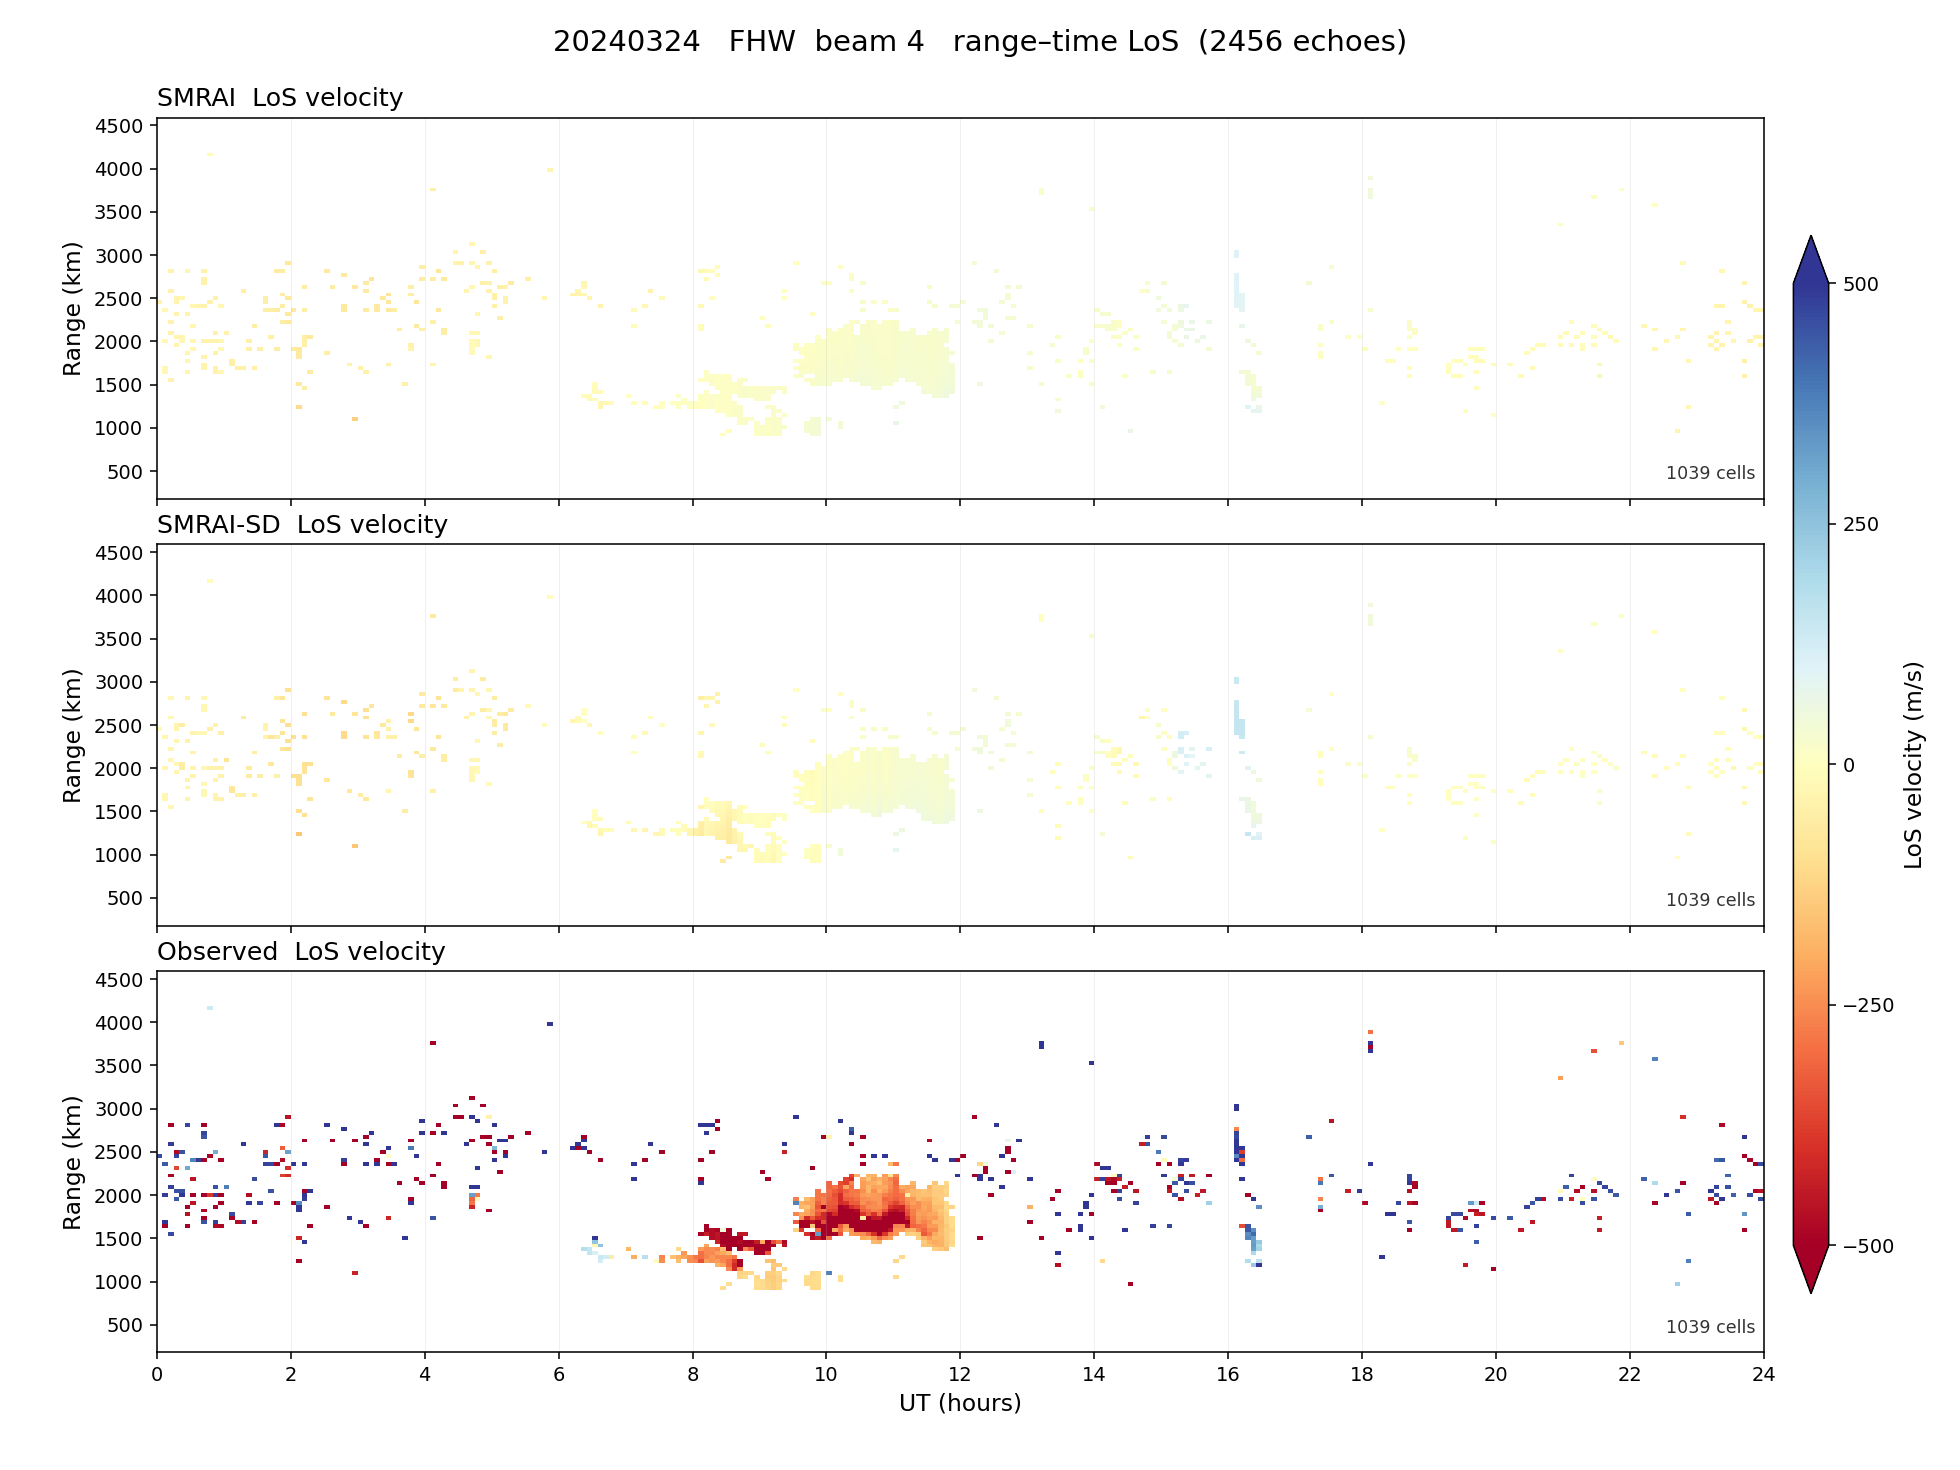 20240324   FHW  beam 4   range–time LoS  (2456 echoes)
SMRAI  LoS velocity
4500
4000
3500
3000
2500
2000
1500
1000
500
Range (km)
1039 cells
SMRAI-SD  LoS velocity
4500
4000
3500
3000
2500
2000
1500
1000
500
Range (km)
1039 cells
Observed  LoS velocity
4500
4000
3500
3000
2500
2000
1500
1000
500
Range (km)
1039 cells
0 2 4 6 8 10 12 14 16 18 20 22 24
UT (hours)
500
250
0
−250
−500
LoS velocity (m/s)